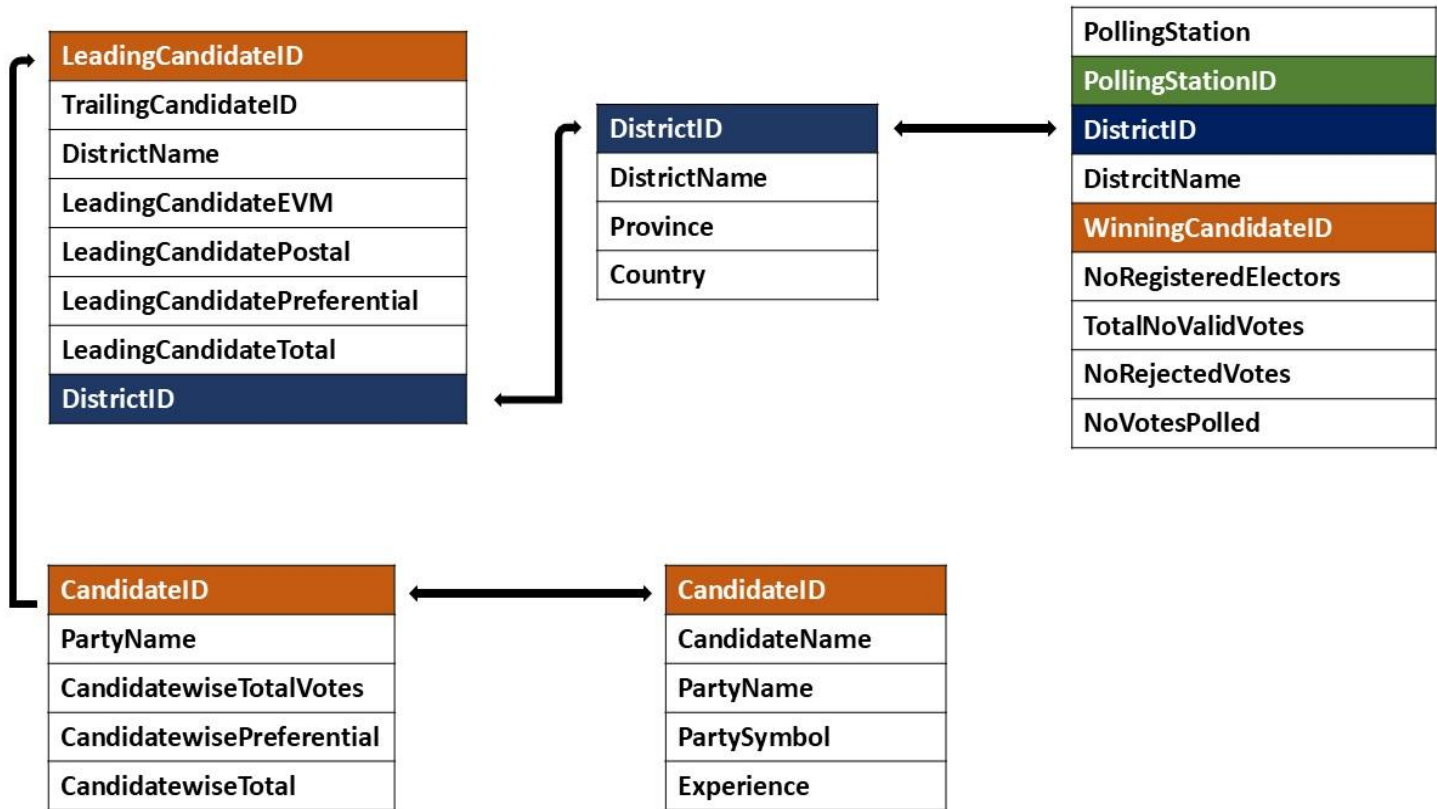 LeadingCandidateID
TrailingCandidateID
DistrictName
LeadingCandidateEVM
LeadingCandidatePostal
LeadingCandidatePreferential
LeadingCandidateTotal
DistrictID
DistrictID
DistrictName
Province
Country
PollingStation
PollingStationID
DistrictID
DistrcitName
WinningCandidateID
NoRegisteredElectors
TotalNoValidVotes
NoRejectedVotes
NoVotesPolled
CandidateID
PartyName
CandidatewiseTotalVotes
CandidatewisePreferential
CandidatewiseTotal
CandidateID
CandidateName
PartyName
PartySymbol
Experience